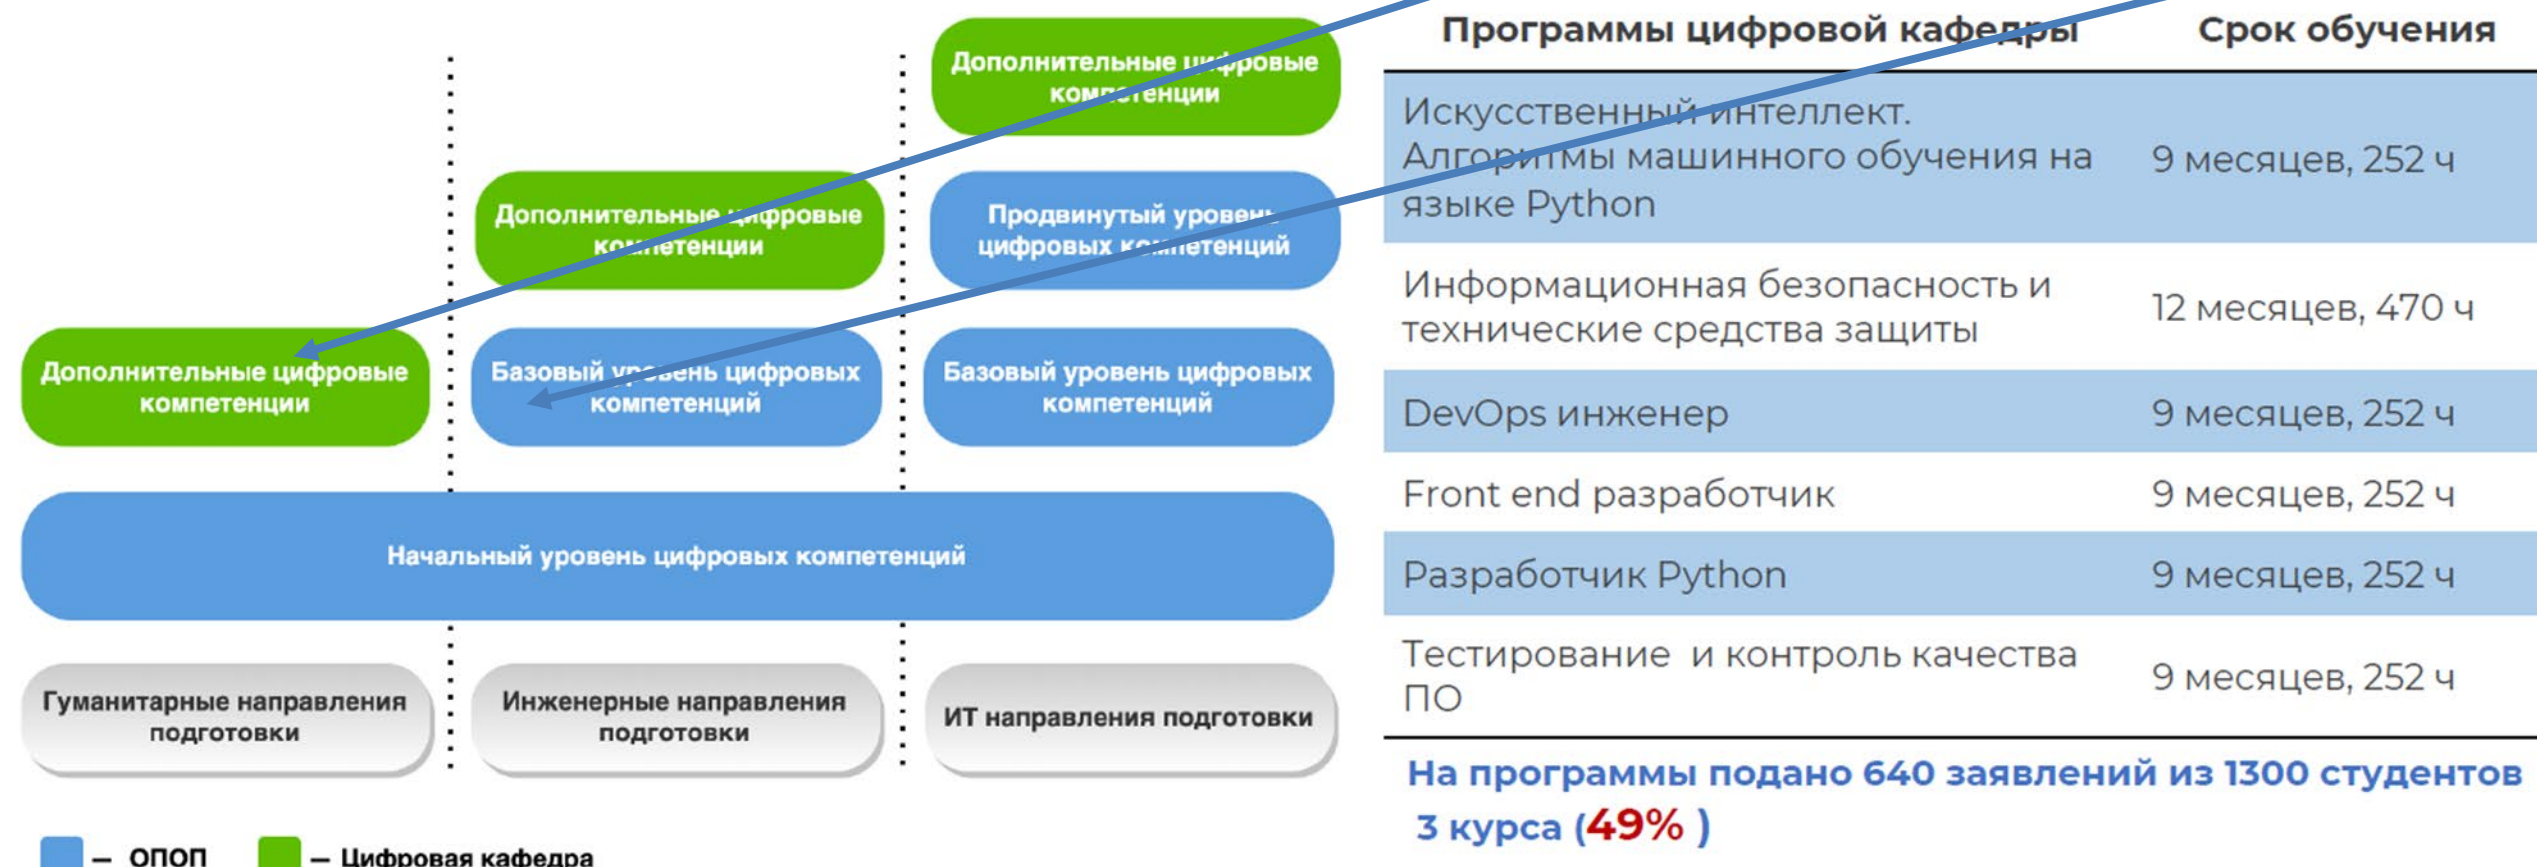 Дополнительные цифровые
компетенции
Дополнительные цифровые
компетенции
Продвинутый уровень
цифровых компетенций
Дополнительные цифровые
компетенции
Базовый уровень цифровых
компетенций
Базовый уровень цифровых
компетенций
Начальный уровень цифровых компетенций
Гуманитарные направления
подготовки
Инженерные направления
подготовки
ИТ направления подготовки
– ОПОП
– Цифровая кафедра
Программы цифровой кафедры Срок обучения
Искусственный интеллект.
Алгоритмы машинного обучения на
языке Python
9 месяцев, 252 ч
Информационная безопасность и
технические средства защиты
12 месяцев, 470 ч
DevOps инженер 9 месяцев, 252 ч
Front end разработчик 9 месяцев, 252 ч
Разработчик Python 9 месяцев, 252 ч
Тестирование и контроль качества
ПО
9 месяцев, 252 ч
На программы подано 640 заявлений из 1300 студентов
3 курса (49% )